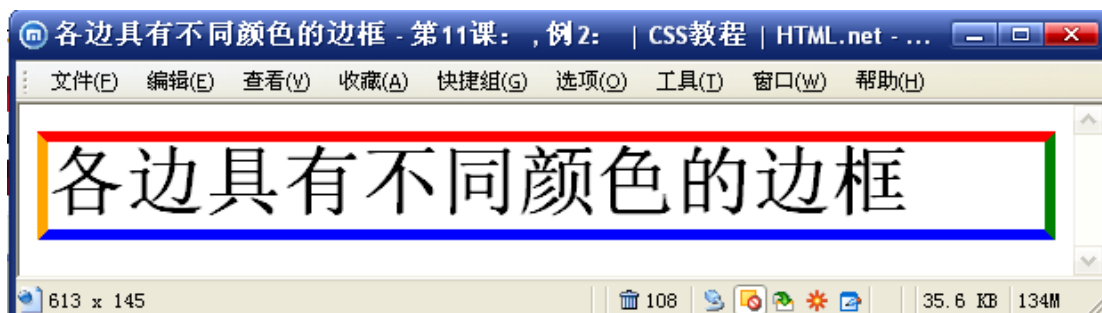 各边具有不同颜色的边框 - 第11课： , 例2： | CSS教程 | HTML.net - ...
文件(F) 编辑(E) 查看(V) 收藏(A) 快捷组(G) 选项(O) 工具(T) 窗口(W) 帮助(H)
各边具有不同颜色的边框
613 x 145 108 35.6 KB 134M